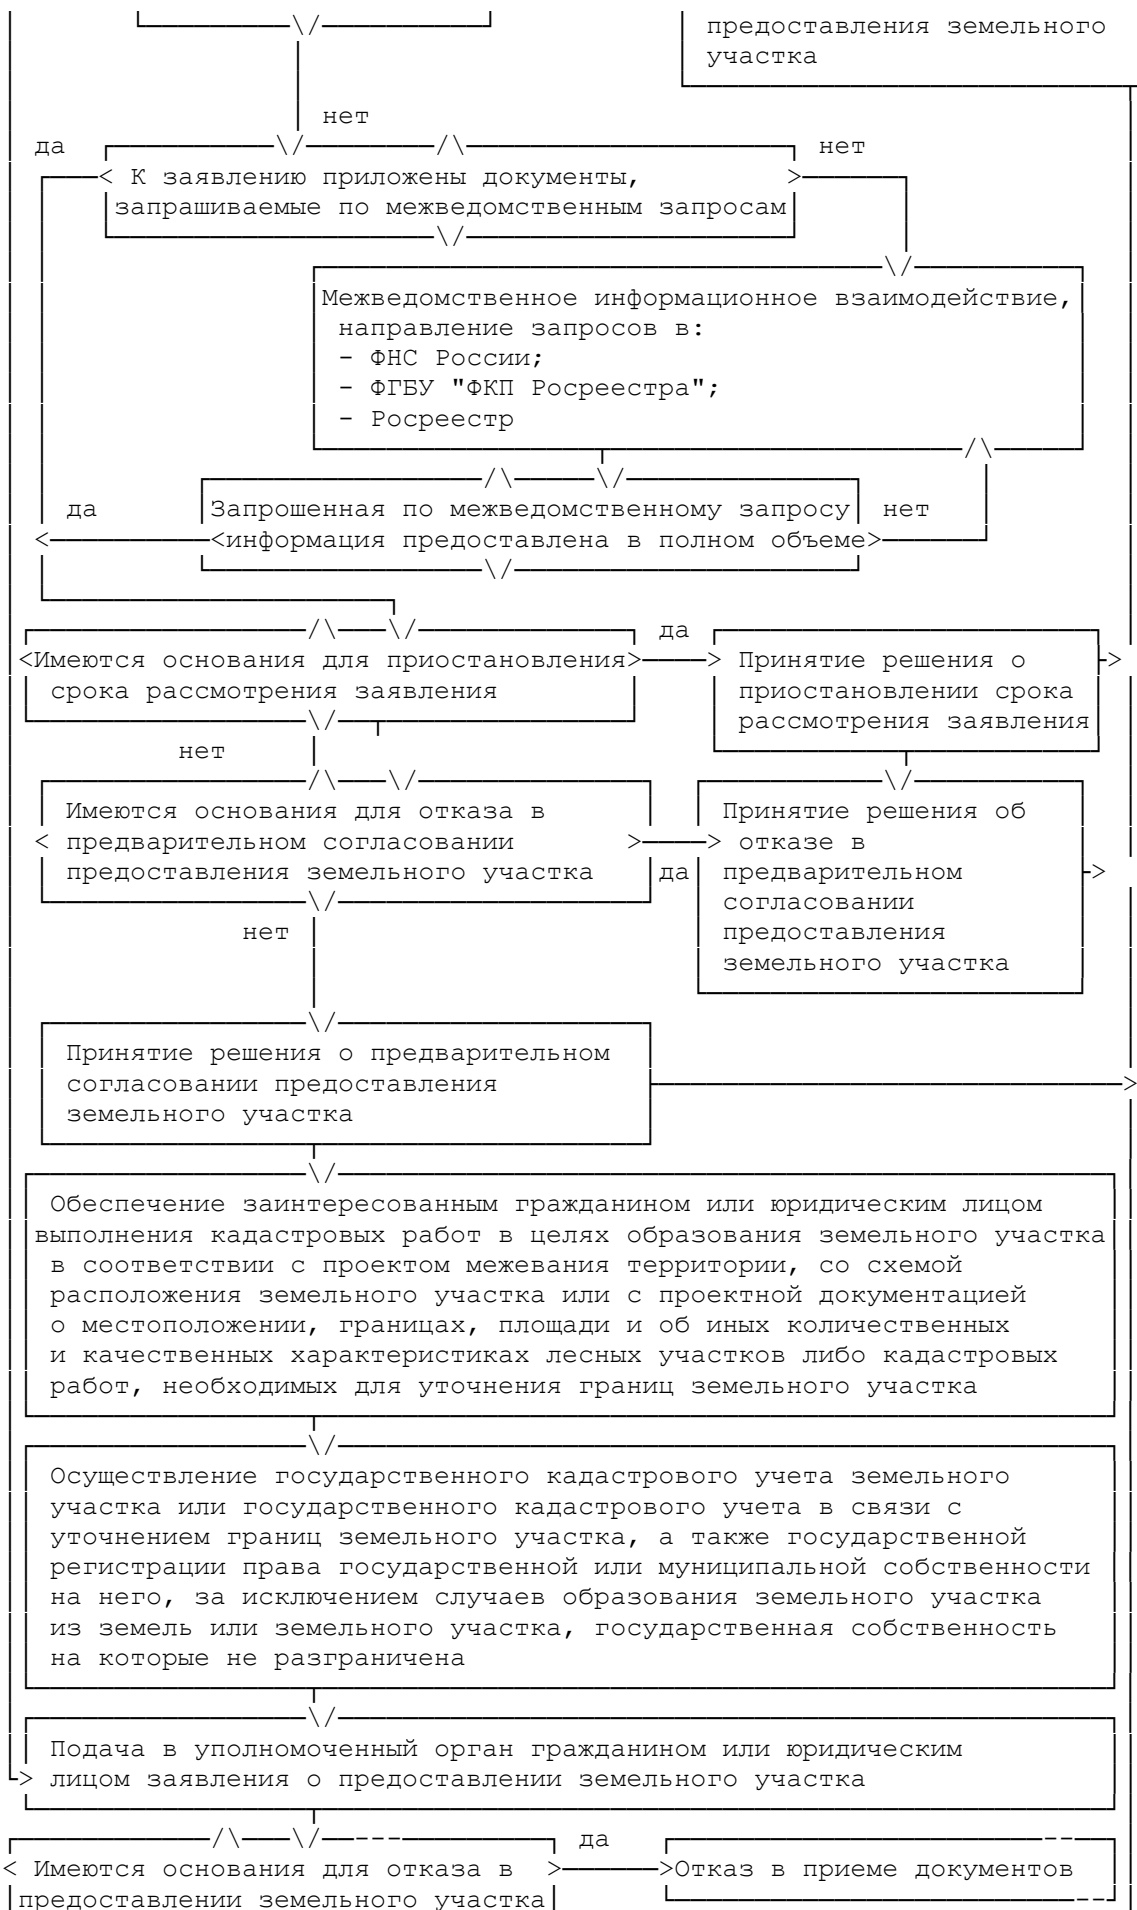 предоставления земельного
участка
нет
да
нет
К заявлению приложены документы,
запрашиваемые по межведомственным запросам
Межведомственное информационное взаимодействие,
направление запросов в:
- ФНС России;
- ФГБУ "ФКП Росреестра";
- Росреестр
да
Запрошенная по межведомственному запросу
нет
информация предоставлена в полном объеме
да
Имеются основания для приостановления
срока рассмотрения заявления
Принятие решения о
приостановлении срока
рассмотрения заявления
нет
Имеются основания для отказа в
предварительном согласовании
предоставления земельного участка
да
Принятие решения об
отказе в
предварительном
согласовании
предоставления
земельного участка
нет
Принятие решения о предварительном
согласовании предоставления
земельного участка
Обеспечение заинтересованным гражданином или юридическим лицом
выполнения кадастровых работ в целях образования земельного участка
в соответствии с проектом межевания территории, со схемой
расположения земельного участка или с проектной документацией
о местоположении, границах, площади и об иных количественных
и качественных характеристиках лесных участков либо кадастровых
работ, необходимых для уточнения границ земельного участка
Осуществление государственного кадастрового учета земельного
участка или государственного кадастрового учета в связи с
уточнением границ земельного участка, а также государственной
регистрации права государственной или муниципальной собственности
на него, за исключением случаев образования земельного участка
из земель или земельного участка, государственная собственность
на которые не разграничена
Подача в уполномоченный орган гражданином или юридическим
лицом заявления о предоставлении земельного участка
да
Имеются основания для отказа в
предоставлении земельного участка
Отказ в приеме документов